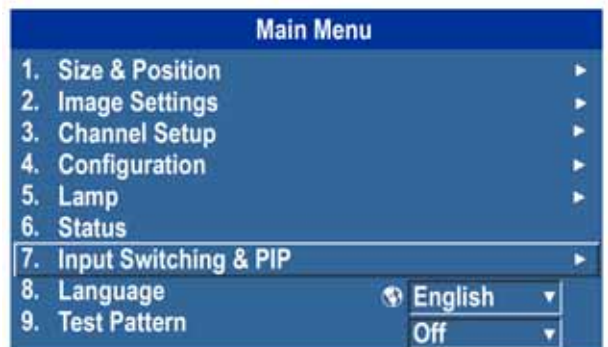 Main Menu
1. Size & Position
2. Image Settings
3. Channel Setup
4. Configuration
5. Lamp
6. Status
7. Input Switching & PIP
8. Language English
9. Test Pattern Off